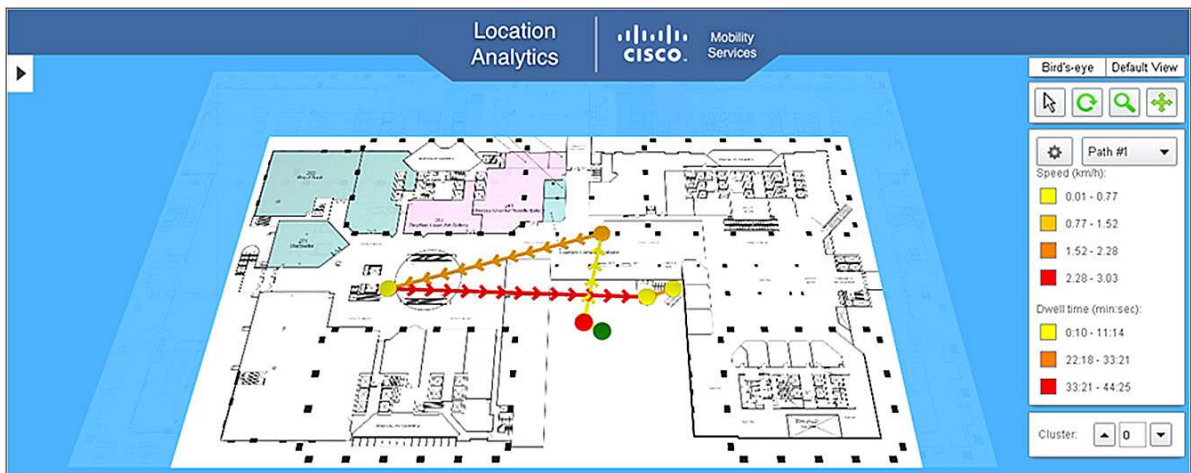 Location
Analytics
CISCO.
Mobility
Services
Bird's-eye
Default View
Path #1
Speed (km/h):
0.01 - 0.77
0.77 - 1.52
1.52 - 2.28
2.28 - 3.03
Dwell time (min:sec):
0:10 - 11:14
22:18 - 33:21
33:21 - 44:25
Cluster:
0